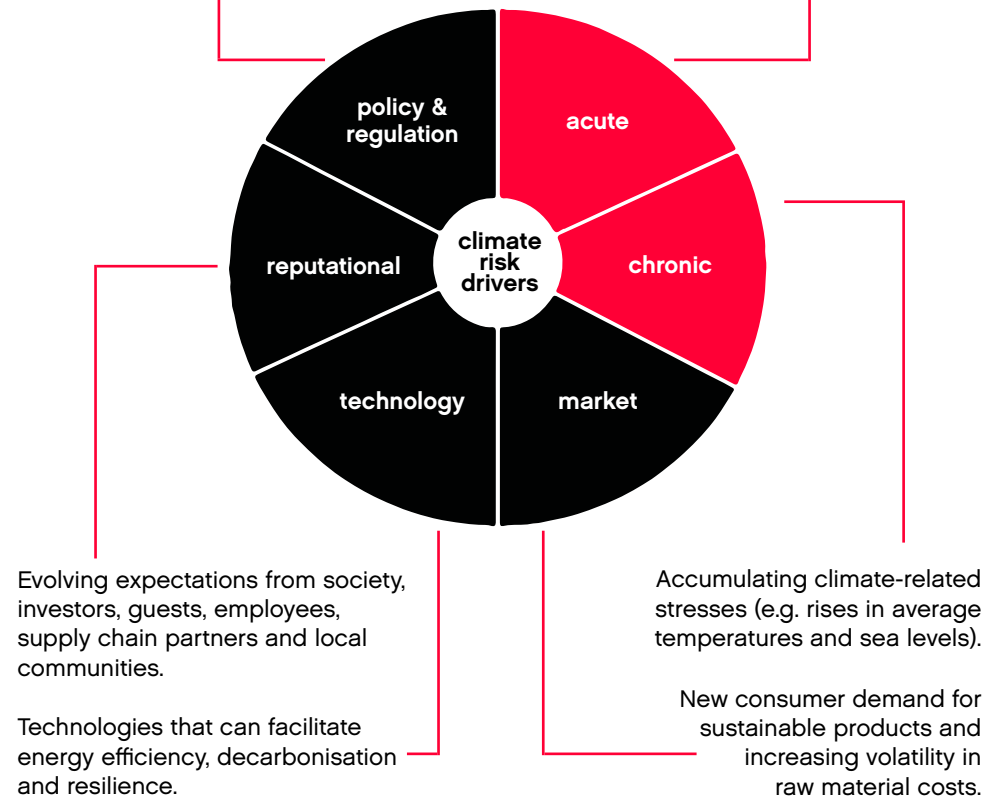 policy &
regulation
acute
climate
risk
drivers
reputational
chronic
technology
market
Evolving expectations from society,
investors, guests, employees,
supply chain partners and local
communities.
Technologies that can facilitate
energy efficiency, decarbonisation
and resilience.
Accumulating climate-related
stresses (e.g. rises in average
temperatures and sea levels).
New consumer demand for
sustainable products and
increasing volatility in
raw material costs.